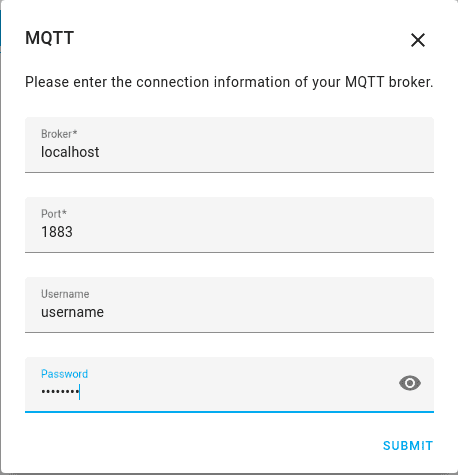 MQTT
Please enter the connection information of your MQTT broker.
Broker*
localhost
Port*
1883
Username
username
Password
••••••••
SUBMIT